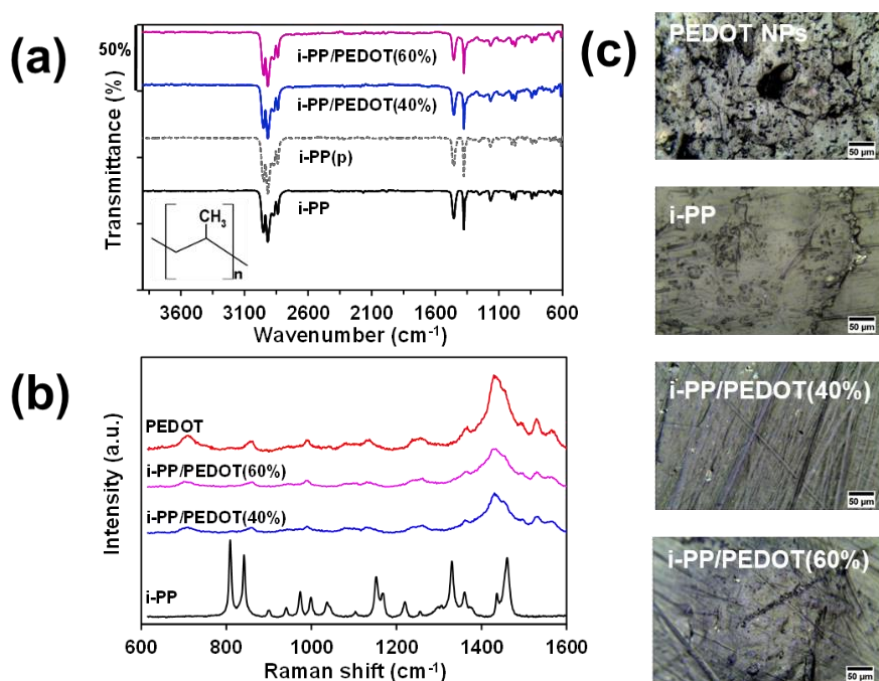 (a)
50%
i-PP/PEDOT(60%)
i-PP/PEDOT(40%)
i-PP(p)
i-PP
Transmittance (%)
CH3
n
3600 3100 2600 2100 1600 1100 600
Wavenumber (cm-1)
(b)
PEDOT
i-PP/PEDOT(60%)
i-PP/PEDOT(40%)
i-PP
Intensity (a.u.)
600 800 1000 1200 1400 1600
Raman shift (cm-1)
(c)
PEDOT NPs
50 µm
i-PP
50 µm
i-PP/PEDOT(40%)
50 µm
i-PP/PEDOT(60%)
50 µm